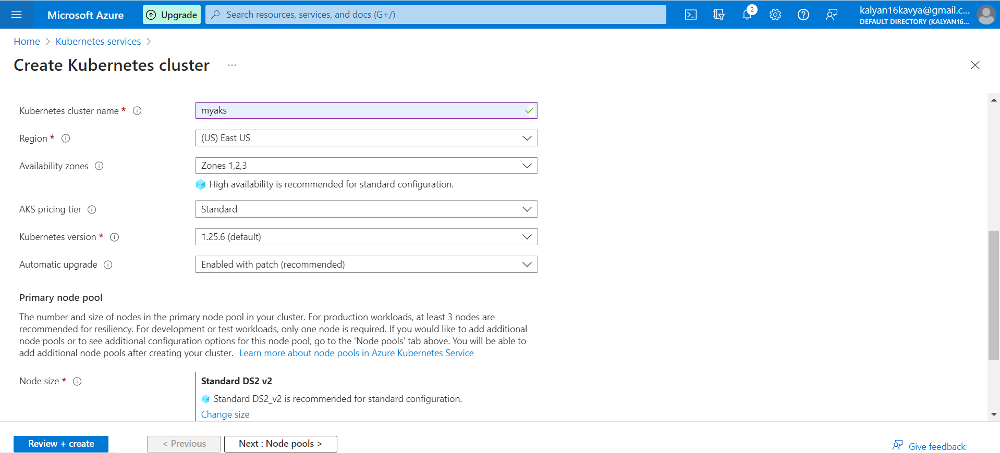 Microsoft Azure
Upgrade
Search resources, services, and docs (G+/)
2
kalyan16kavya@gmail.c...
DEFAULT DIRECTORY (KALYAN16...
Home > Kubernetes services >
Create Kubernetes cluster ...
Kubernetes cluster name *
myaks
Region *
(US) East US
Availability zones
Zones 1,2,3
High availability is recommended for standard configuration.
AKS pricing tier
Standard
Kubernetes version *
1.25.6 (default)
Automatic upgrade
Enabled with patch (recommended)
Primary node pool
The number and size of nodes in the primary node pool in your cluster. For production workloads, at least 3 nodes are
recommended for resiliency. For development or test workloads, only one node is required. If you would like to add additional
node pools or to see additional configuration options for this node pool, go to the 'Node pools' tab above. You will be able to
add additional node pools after creating your cluster. Learn more about node pools in Azure Kubernetes Service
Node size *
Standard DS2 v2
Standard DS2_v2 is recommended for standard configuration.
Change size
Review + create
< Previous
Next : Node pools >
Give feedback